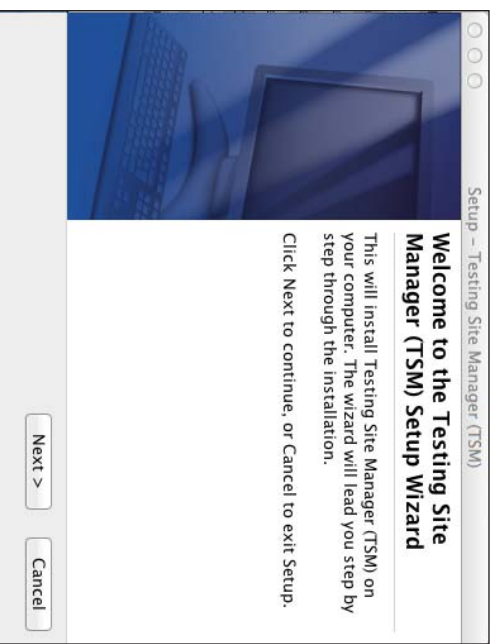 Setup – Testing Site Manager (TSM)
Welcome to the Testing Site
Manager (TSM) Setup Wizard
This will install Testing Site Manager (TSM) on
your computer. The wizard will lead you step by
step through the installation.
Click Next to continue, or Cancel to exit Setup.
Next >
Cancel